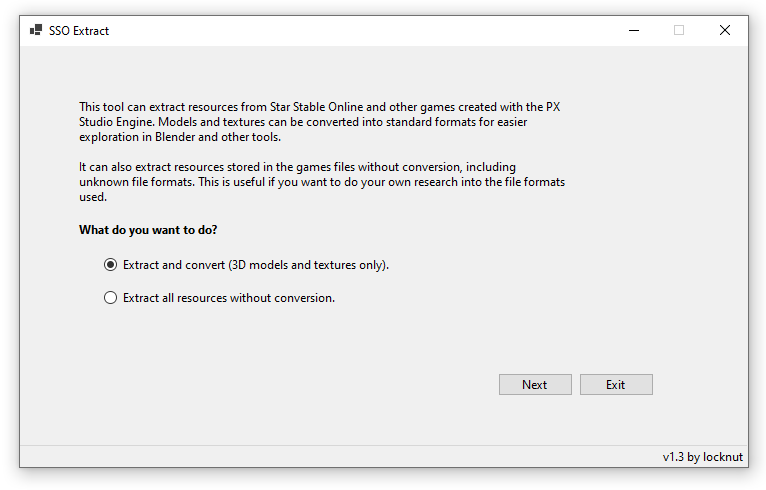 SSO Extract
This tool can extract resources from Star Stable Online and other games created with the PX
Studio Engine. Models and textures can be converted into standard formats for easier
exploration in Blender and other tools.
It can also extract resources stored in the games files without conversion, including
unknown file formats. This is useful if you want to do your own research into the file formats
used.
What do you want to do?
Extract and convert (3D models and textures only).
Extract all resources without conversion.
Next
Exit
v1.3 by locknut